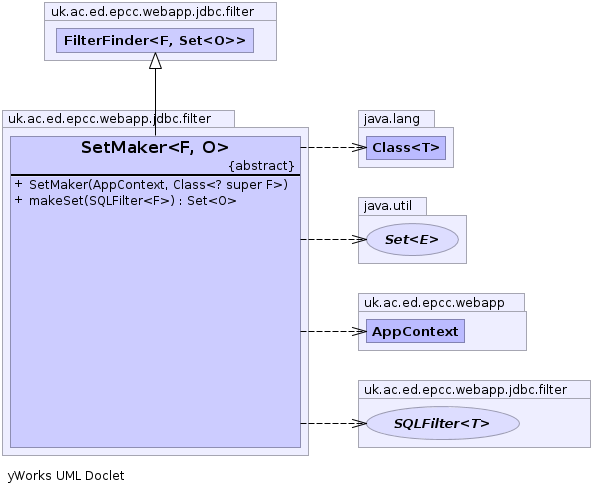 uk.ac.ed.epcc.webapp.jdbc.filter
FilterFinder<F, Set<O>>
uk.ac.ed.epcc.webapp.jdbc.filter
SetMaker<F, O>
{abstract}
+ SetMaker(AppContext, Class<? super F>)
+ makeSet(SQLFilter<F>) : Set<O>
java.lang
Class<T>
java.util
Set<E>
uk.ac.ed.epcc.webapp
AppContext
uk.ac.ed.epcc.webapp.jdbc.filter
SQLFilter<T>
yWorks UML Doclet